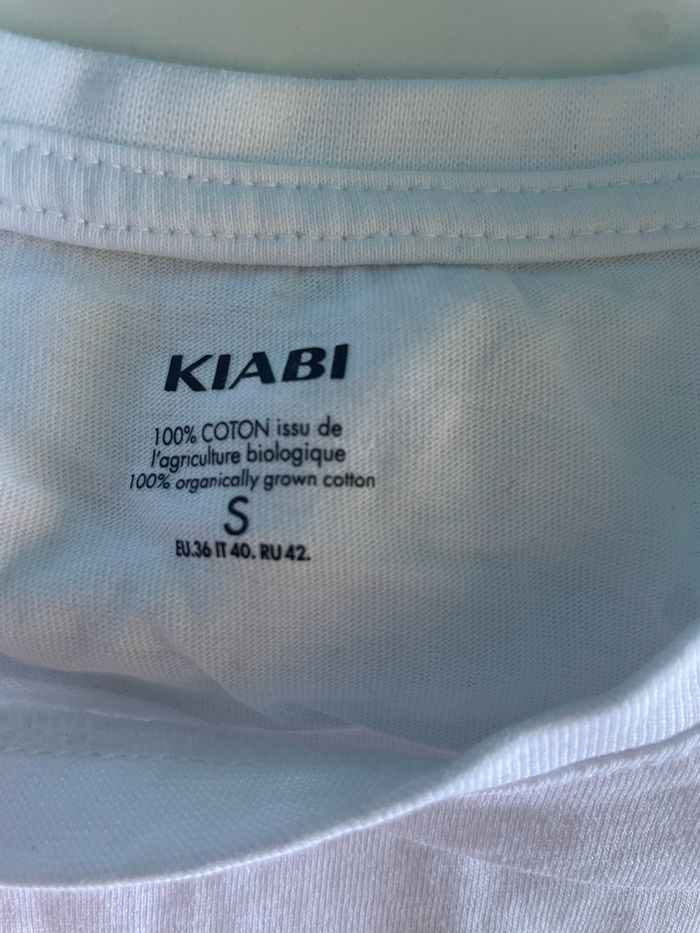 KIABI
100% COTON issu de
l'agriculture biologique
100% organically grown cotton
S
EU.36 IT 40. RU 42.